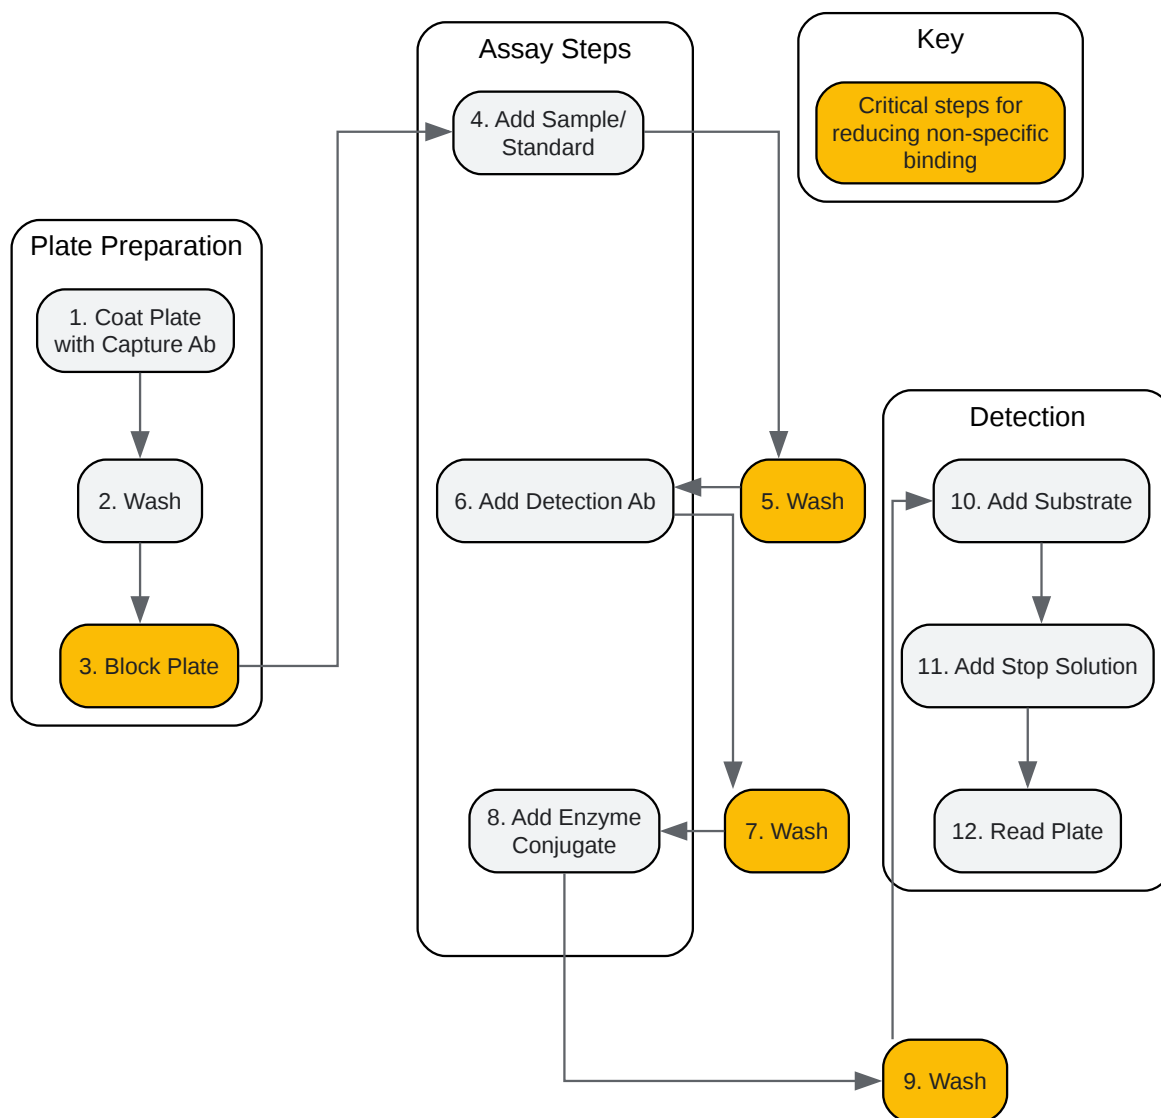 Plate Preparation
1. Coat Plate
with Capture Ab
2. Wash
3. Block Plate
Assay Steps
4. Add Sample/
Standard
5. Wash
6. Add Detection Ab
7. Wash
8. Add Enzyme
Conjugate
9. Wash
Detection
10. Add Substrate
11. Add Stop Solution
12. Read Plate
Key
Critical steps for
reducing non-specific
binding